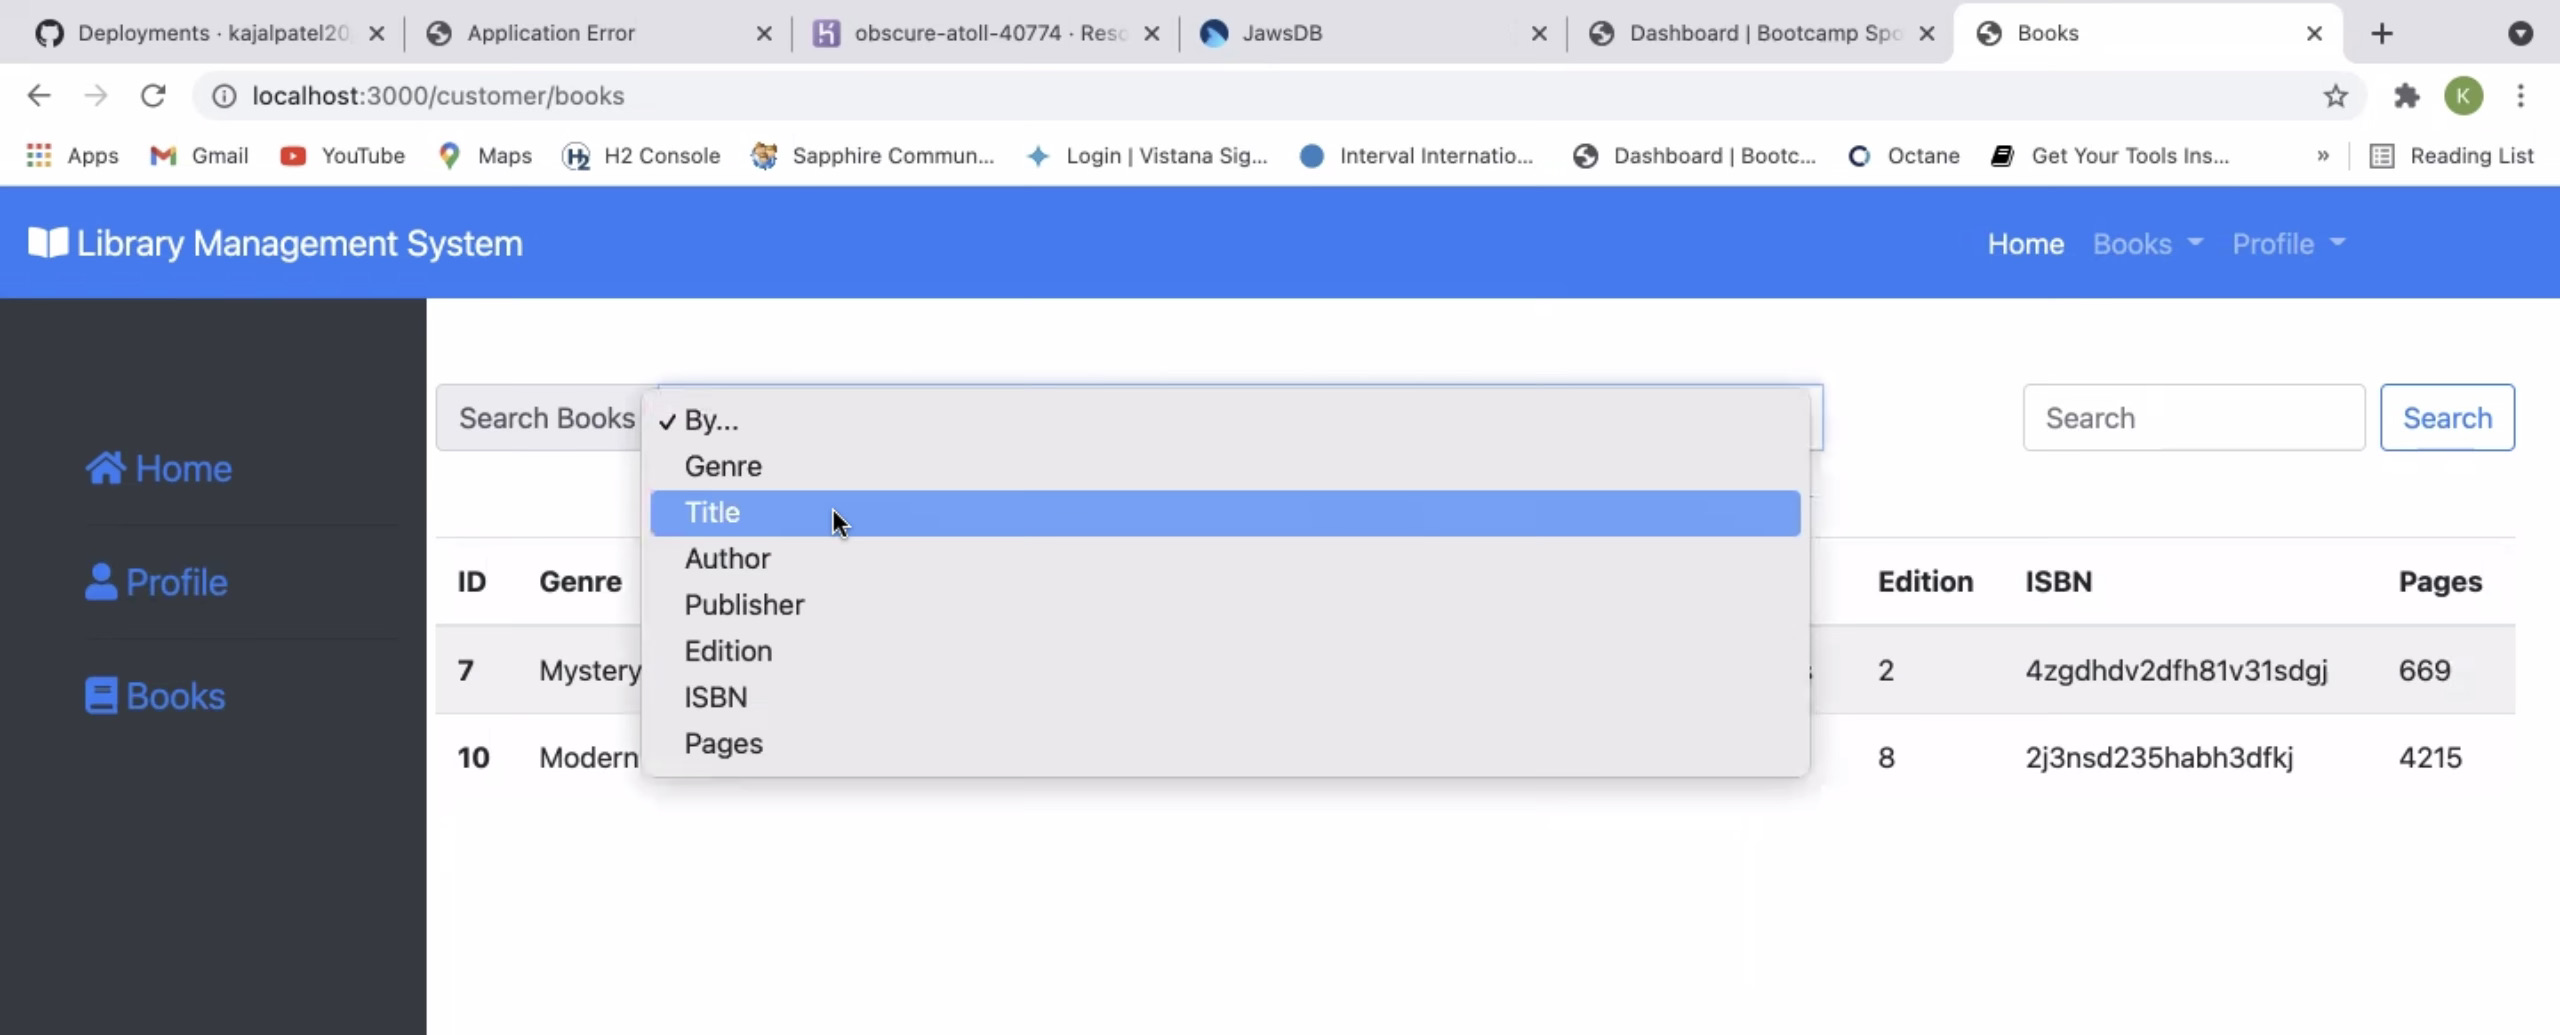 Deployments · kajalpatel20
Application Error
obscure-atoll-40774 · Reso
JawsDB
Dashboard | Bootcamp Spo
Books
localhost:3000/customer/books
K
Apps
Gmail
YouTube
Maps
H2 Console
Sapphire Commun...
Login | Vistana Sig...
Interval Internatio...
Dashboard | Bootc...
Octane
Get Your Tools Ins...
»
Reading List
Library Management System
Home
Books
Profile
Home
Profile
Books
Search Books
✓ By...
Genre
Title
Author
Publisher
Edition
ISBN
Pages
Search
Search
ID Genre Edition ISBN Pages
7 Mystery 2 4zgdhdv2dfh81v31sdgj 669
10 Modern 8 2j3nsd235habh3dfkj 4215